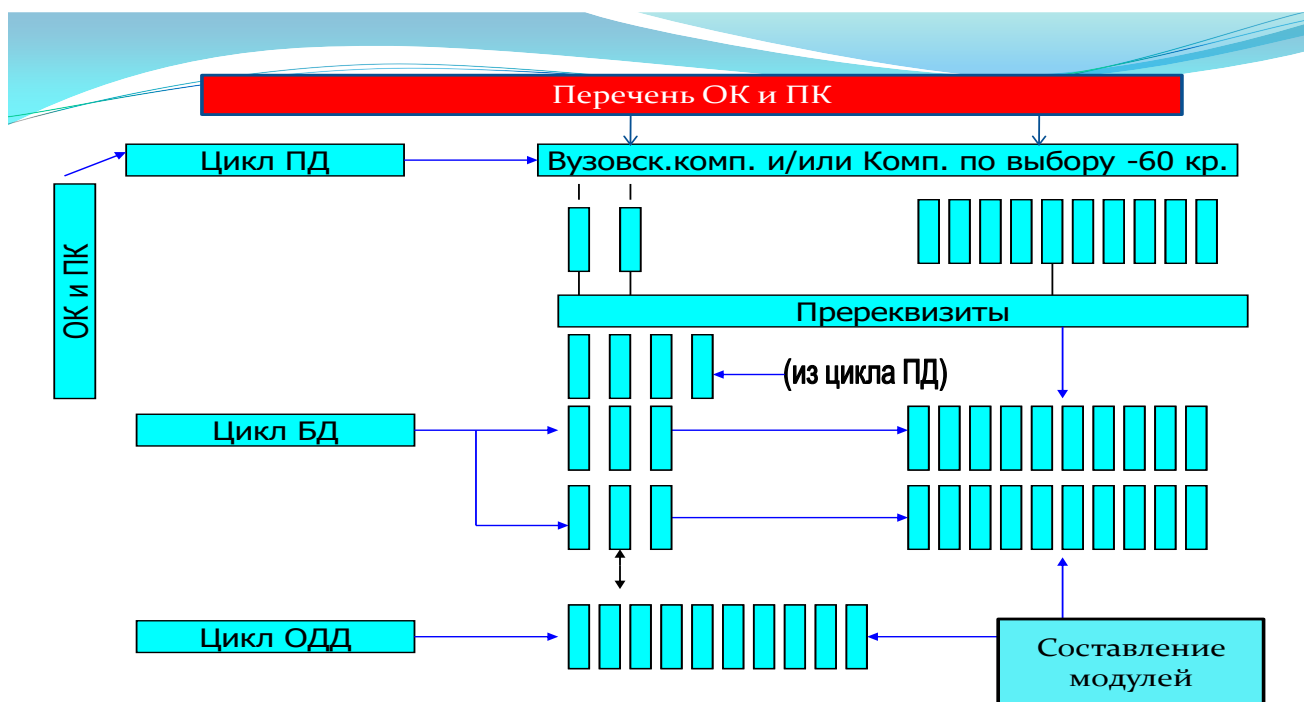 Перечень ОК и ПК
Цикл ПД
Вузовск.комп. и/или Комп. по выбору -60 кр.
ОК и ПК
Пререквизиты
(из цикла ПД)
Цикл БД
Цикл ОДД
Составление
модулей